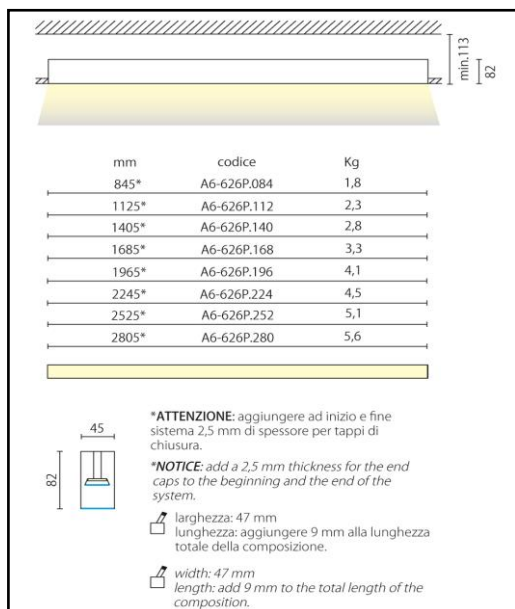 min.113
82
mm codice Kg
845* A6-626P.084 1,8
1125* A6-626P.112 2,3
1405* A6-626P.140 2,8
1685* A6-626P.168 3,3
1965* A6-626P.196 4,1
2245* A6-626P.224 4,5
2525* A6-626P.252 5,1
2805* A6-626P.280 5,6
45
82
*ATTENZIONE: aggiungere ad inizio e fine
sistema 2,5 mm di spessore per tappi di
chiusura.
*NOTICE: add a 2,5 mm thickness for the end
caps to the beginning and the end of the
system.
larghezza: 47 mm
lunghezza: aggiungere 9 mm alla lunghezza
totale della composizione.
width: 47 mm
length: add 9 mm to the total length of the
composition.